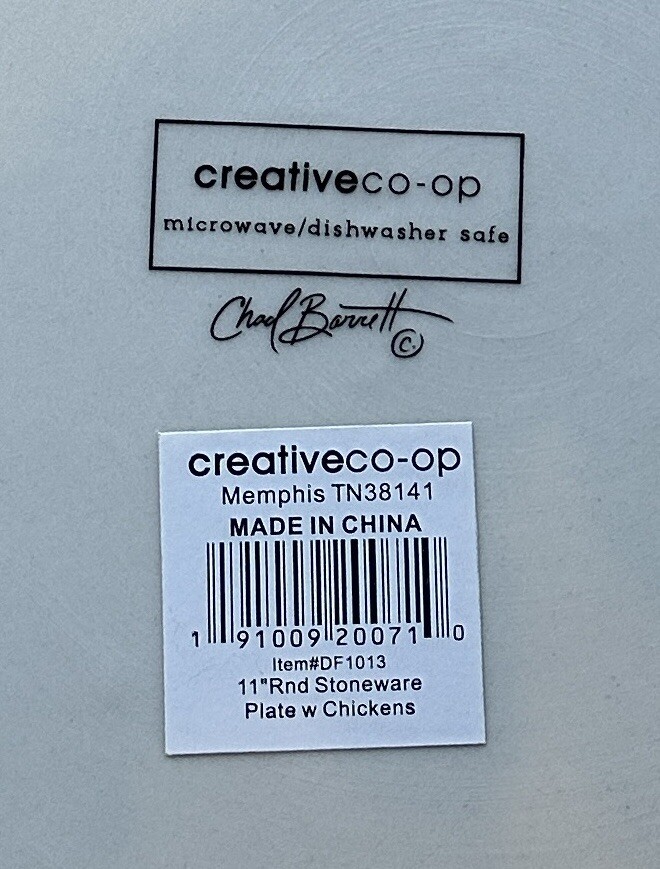 creativeco-op
microwave/dishwasher safe
Chad Barrett ©
creativeco-op
Memphis TN38141
MADE IN CHINA
1 91009 20071 0
Item#DF1013
11"Rnd Stoneware
Plate w Chickens